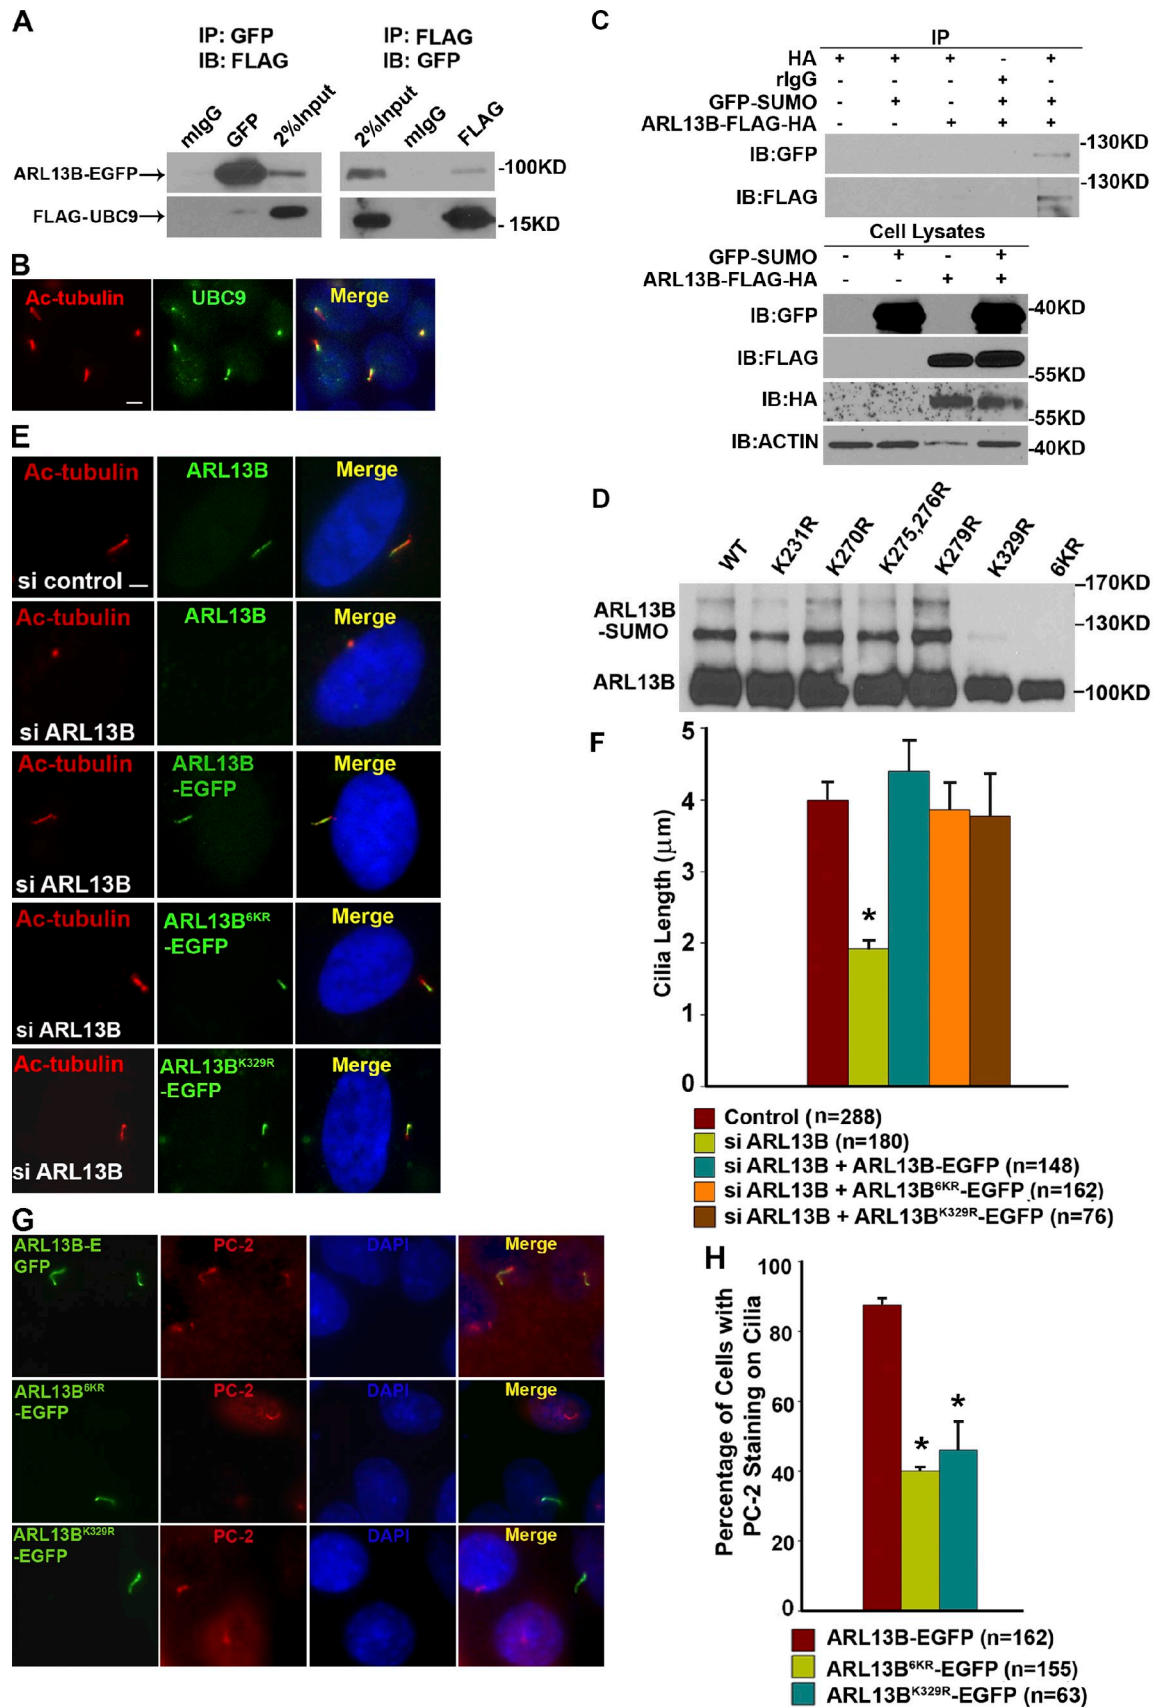 A
IP: GFP
IB: FLAG
IP: FLAG
IB: GFP
mIgG
GFP
2%Input
2%Input
mIgG
FLAG
ARL13B-EGFP
-100KD
FLAG-UBC9
- 15KD
B
Ac-tubulin
UBC9
Merge
C
IP
HA + + + - +
rIgG +
GFP-SUMO - + - + +
ARL13B-FLAG-HA - - + + +
IB:GFP
-130KD
IB:FLAG
-130KD
Cell Lysates
GFP-SUMO - + - +
ARL13B-FLAG-HA - - + +
IB:GFP
-40KD
IB:FLAG
-55KD
IB:HA
-55KD
IB:ACTIN
-40KD
D
WT
K231R
K270R
K275,276R
K279R
K329R
6KR
-170KD
ARL13B
-SUMO
-130KD
ARL13B
-100KD
E
Ac-tubulin
ARL13B
Merge
si control
Ac-tubulin
ARL13B
Merge
si ARL13B
Ac-tubulin
ARL13B
-EGFP
Merge
si ARL13B
Ac-tubulin
ARL13B6KR
-EGFP
Merge
si ARL13B
Ac-tubulin
ARL13BK329R
-EGFP
Merge
si ARL13B
F
Cilia Length (μm)
5
4
3
2
1
0
*
Control (n=288)
si ARL13B (n=180)
si ARL13B + ARL13B-EGFP (n=148)
si ARL13B + ARL13B6KR-EGFP (n=162)
si ARL13B + ARL13BK329R-EGFP (n=76)
G
ARL13B-E
GFP
PC-2
DAPI
Merge
ARL13B6KR
-EGFP
PC-2
DAPI
Merge
ARL13BK329R
-EGFP
PC-2
DAPI
Merge
H
Percentage of Cells with
PC-2 Staining on Cilia
100
80
60
40
20
0
*
*
ARL13B-EGFP (n=162)
ARL13B6KR-EGFP (n=155)
ARL13BK329R-EGFP (n=63)